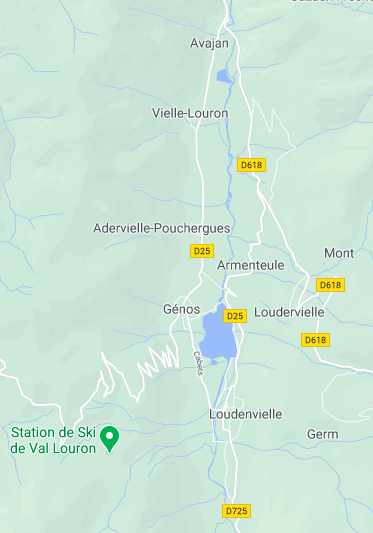 Avajan
Vielle-Louron
D618
Adervielle-Pouchergues
D25
Mont
Armenteule
D618
Génos
Loudervielle
D25
D618
Cabets
Loudenvielle
Station de Ski
de Val Louron
Germ
D725